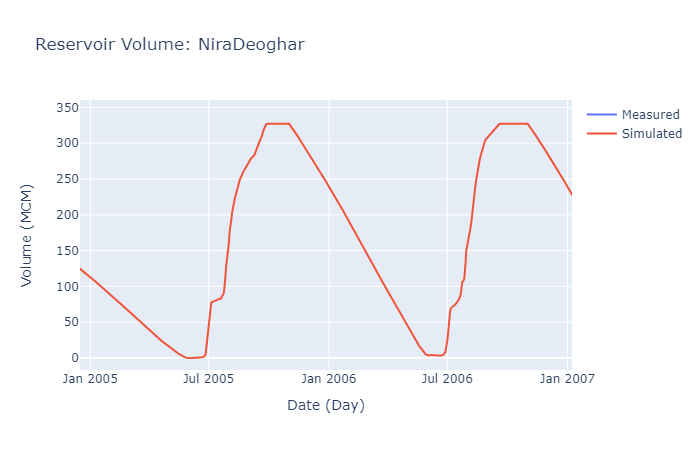 Reservoir Volume: NiraDeoghar
Measured
Simulated
Volume (MCM)
350
300
250
200
150
100
50
0
Jan 2005
Jul 2005
Jan 2006
Jul 2006
Jan 2007
Date (Day)